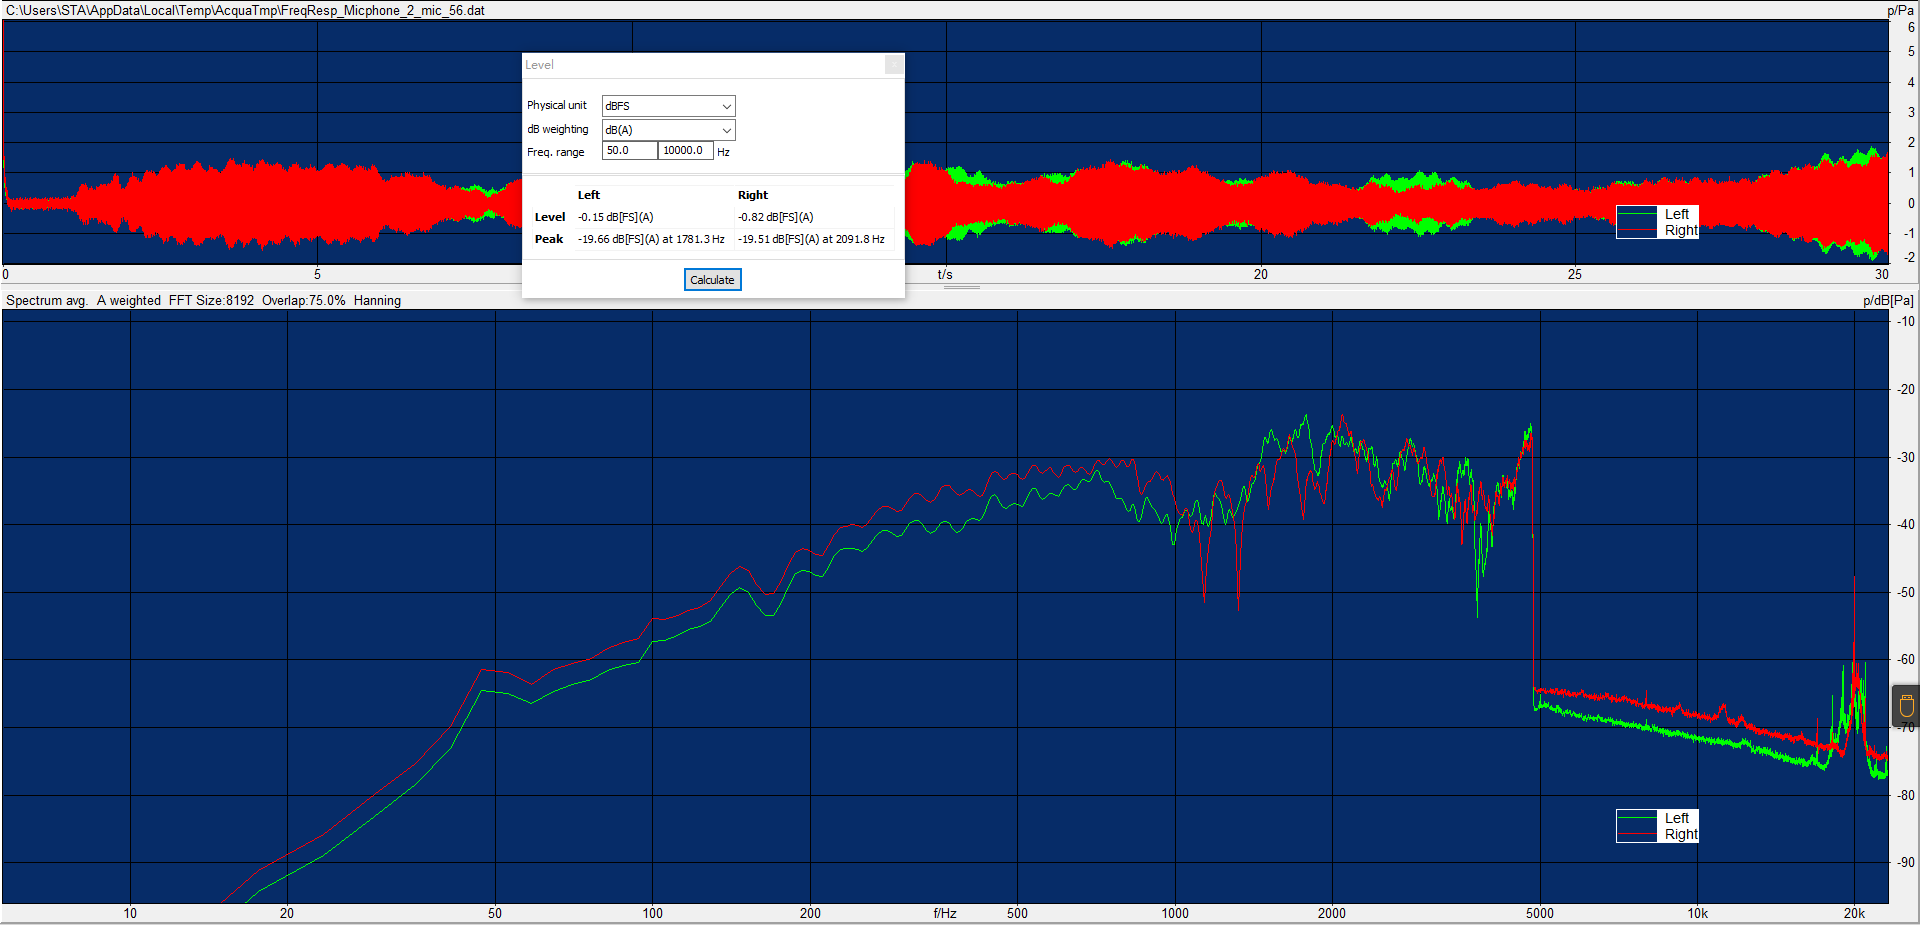 C:\Users\STA\AppData\Local\Temp\AcquaTmp\FreqResp_Micphone_2_mic_56.dat
p/Pa
6
5
4
3
2
1
0
-1
-2
Level
Physical unit dBFS
dB weighting dB(A)
Freq. range 50.0 10000.0 Hz
Left Right
Level -0.15 dB[FS](A) -0.82 dB[FS](A)
Peak -19.66 dB[FS](A) at 1781.3 Hz -19.51 dB[FS](A) at 2091.8 Hz
Calculate
Left
Right
0 5 t/s 20 25 30
Spectrum avg. A weighted FFT Size:8192 Overlap:75.0% Hanning
p/dB[Pa]
-10
-20
-30
-40
-50
-60
-70
-80
-90
Left
Right
10 20 50 100 200 f/Hz 500 1000 2000 5000 10k 20k